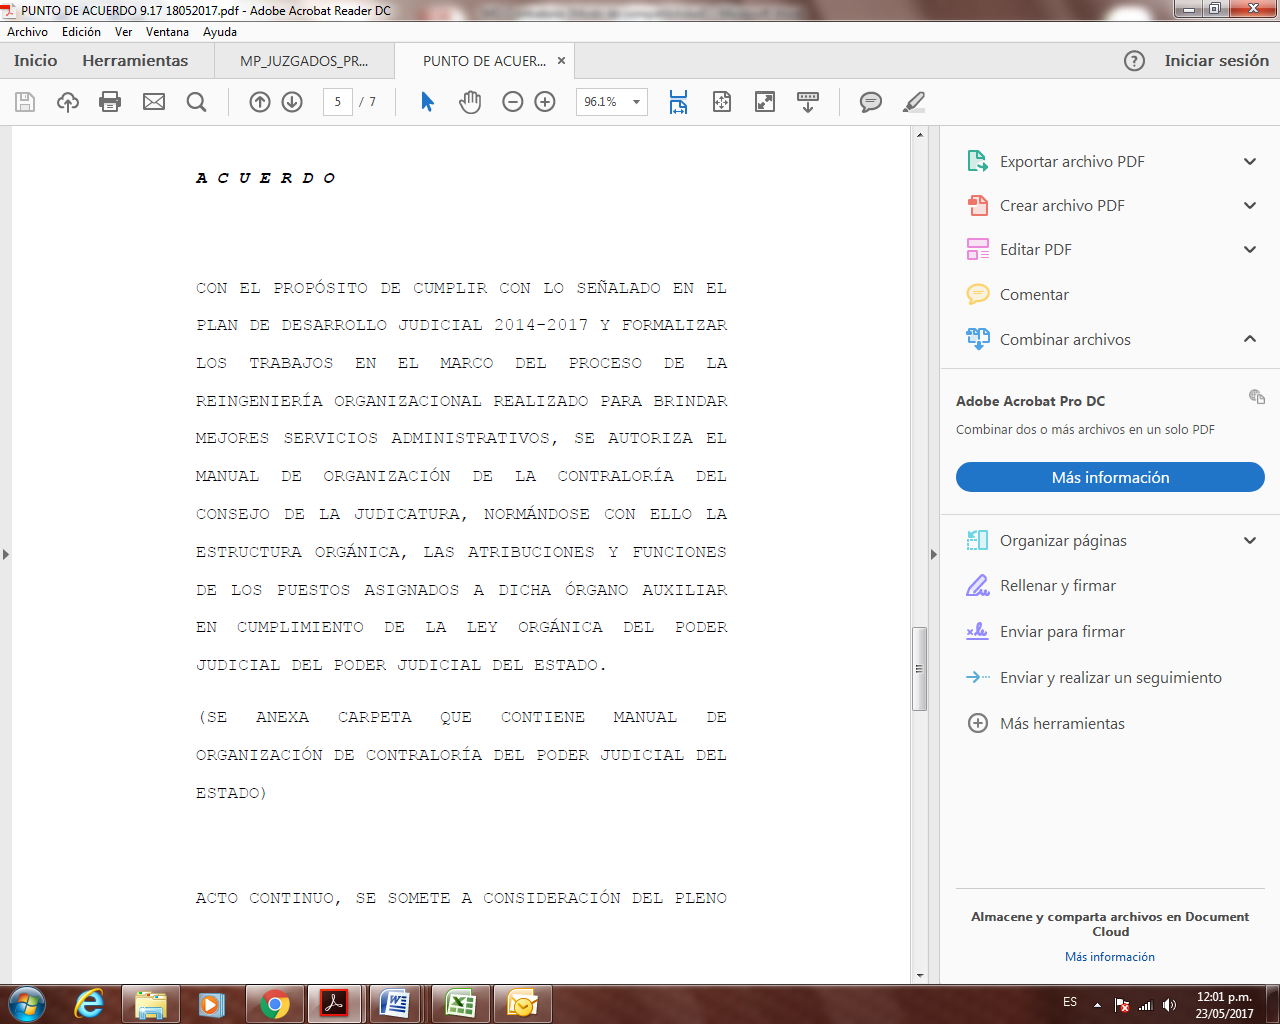 PUNTO DE ACUERDO 9.17 18052017.pdf - Adobe Acrobat Reader DC
Archivo Edición Ver Ventana Ayuda
Inicio Herramientas MP_JUZGADOS_PR... PUNTO DE ACUER... × Iniciar sesión
5 / 7 96.1%
A C U E R D O
CON EL PROPÓSITO DE CUMPLIR CON LO SEÑALADO EN EL
PLAN DE DESARROLLO JUDICIAL 2014-2017 Y FORMALIZAR
LOS TRABAJOS EN EL MARCO DEL PROCESO DE LA
REINGENIERÍA ORGANIZACIONAL REALIZADO PARA BRINDAR
MEJORES SERVICIOS ADMINISTRATIVOS, SE AUTORIZA EL
MANUAL DE ORGANIZACIÓN DE LA CONTRALORÍA DEL
CONSEJO DE LA JUDICATURA, NORMÁNDOSE CON ELLO LA
ESTRUCTURA ORGÁNICA, LAS ATRIBUCIONES Y FUNCIONES
DE LOS PUESTOS ASIGNADOS A DICHA ÓRGANO AUXILIAR
EN CUMPLIMIENTO DE LA LEY ORGÁNICA DEL PODER
JUDICIAL DEL PODER JUDICIAL DEL ESTADO.
(SE ANEXA CARPETA QUE CONTIENE MANUAL DE
ORGANIZACIÓN DE CONTRALORÍA DEL PODER JUDICIAL DEL
ESTADO)
ACTO CONTINUO, SE SOMETE A CONSIDERACIÓN DEL PLENO
Exportar archivo PDF
Crear archivo PDF
Editar PDF
Comentar
Combinar archivos
Adobe Acrobat Pro DC
Combinar dos o más archivos en un solo PDF
Más información
Organizar páginas
Rellenar y firmar
Enviar para firmar
Enviar y realizar un seguimiento
Más herramientas
Almacene y comparta archivos en Document
Cloud
Más información
ES
12:01 p.m.
23/05/2017